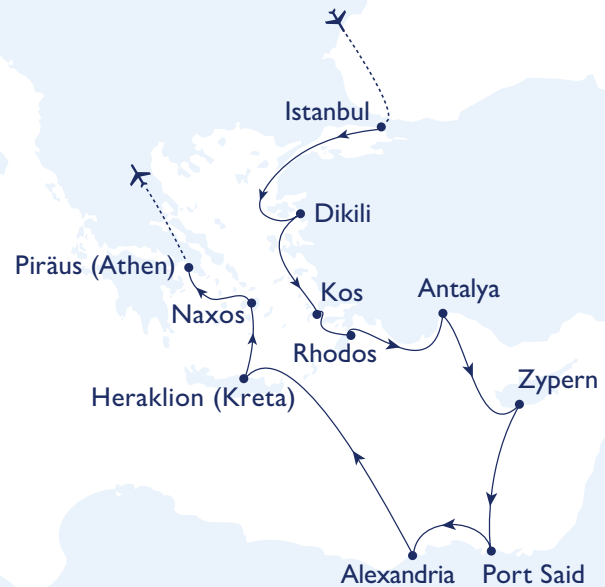 Istanbul
Dikili
Piräus (Athen)
Kos
Antalya
Naxos
Rhodos
Zypern
Heraklion (Kreta)
Alexandria
Port Said